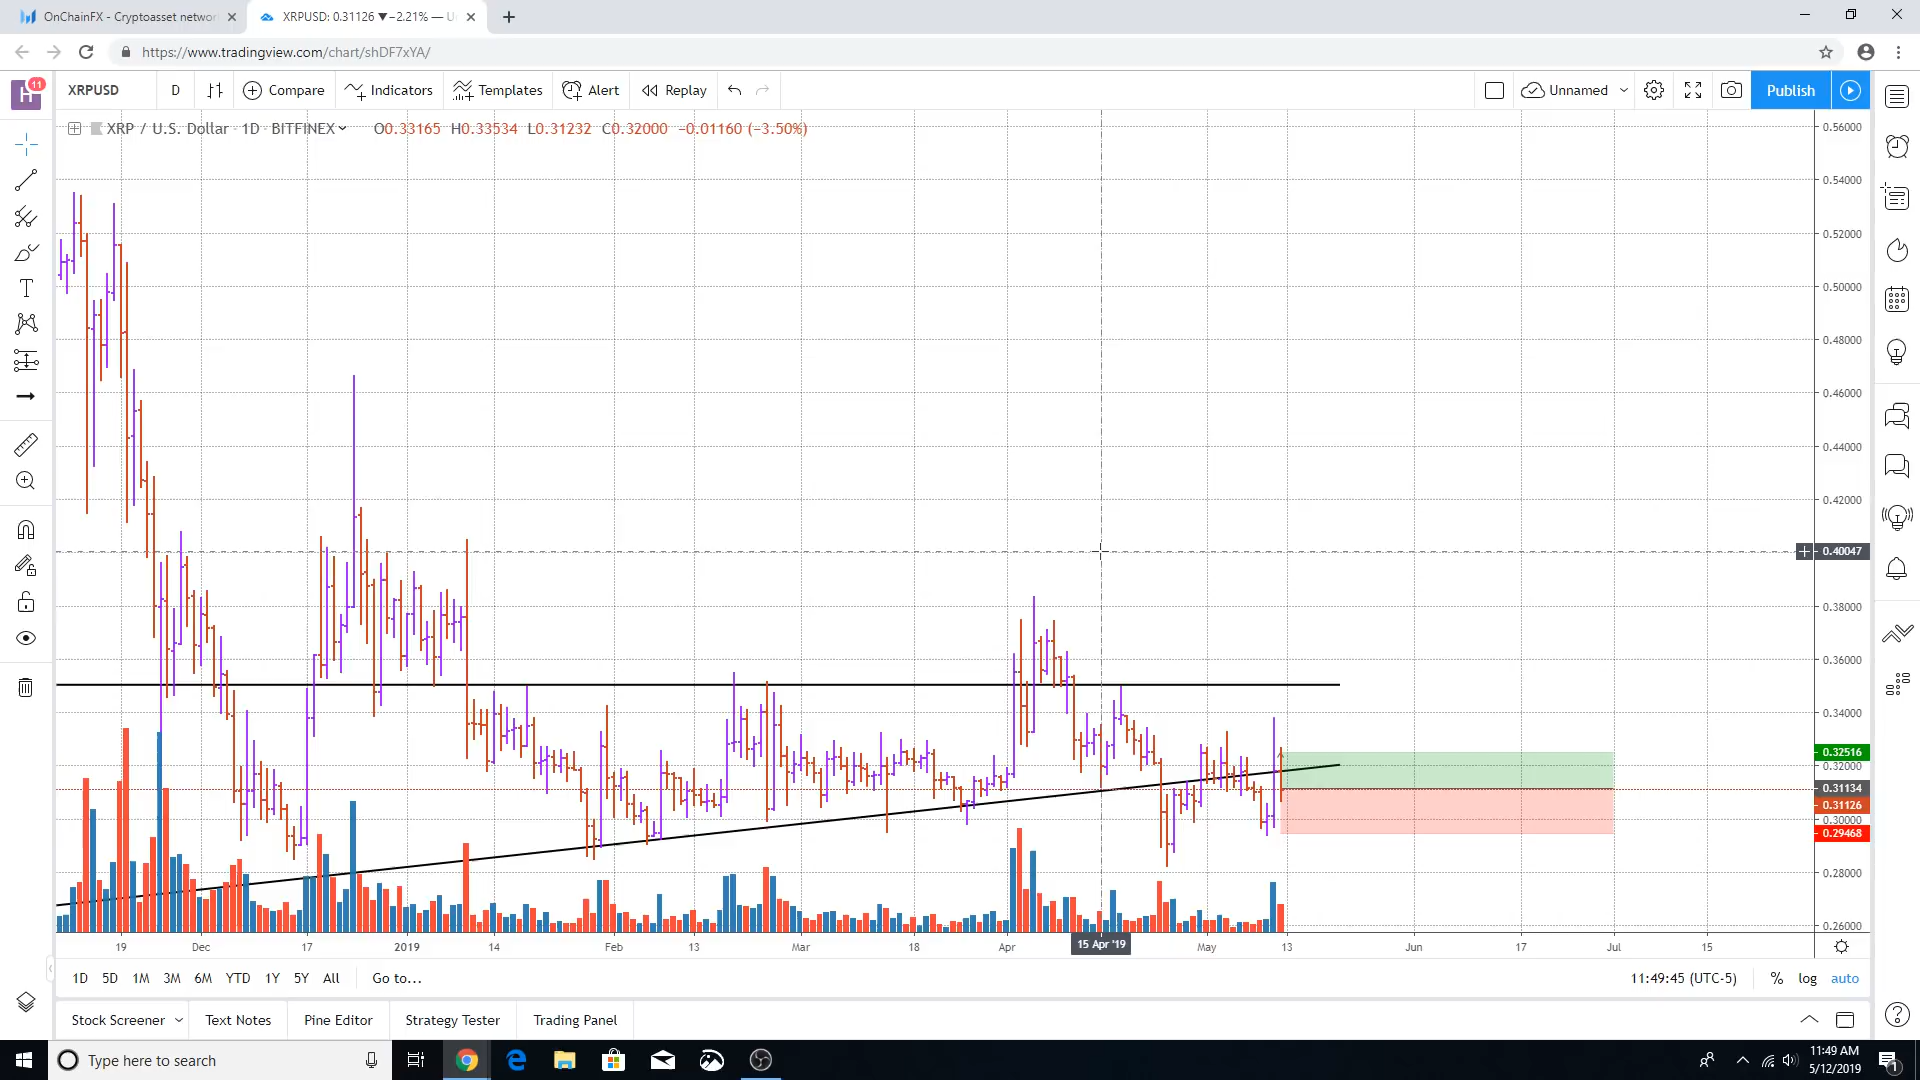 OnChainFX - Cryptoasset networ
XRPUSD: 0.31126 ▼−2.21% — U
https://www.tradingview.com/chart/shDF7xYA/
H 11
XRPUSD D Compare Indicators Templates Alert Replay Unnamed Publish
XRP / U.S. Dollar · 1D · BITFINEX O0.33165 H0.33534 L0.31232 C0.32000 −0.01160 (−3.50%)
0.56000
0.54000
0.52000
0.50000
0.48000
0.46000
0.44000
0.42000
0.40047
0.38000
0.36000
0.34000
0.32516
0.32000
0.31134
0.31126
0.30000
0.29468
0.28000
0.26000
19 Dec 17 2019 14 Feb 13 Mar 18 Apr 15 Apr '19 May 13 Jun 17 Jul 15
1D 5D 1M 3M 6M YTD 1Y 5Y All Go to... 11:49:45 (UTC-5) % log auto
Stock Screener Text Notes Pine Editor Strategy Tester Trading Panel
Type here to search
11:49 AM
5/12/2019
1